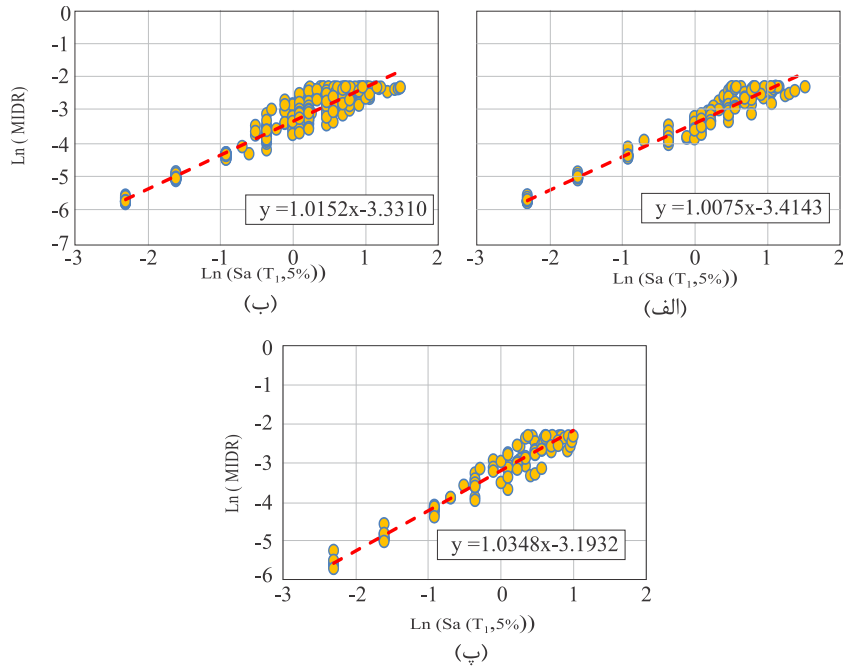 0
-1
-2
-3
-4
-5
-6
-7
Ln ( MIDR)
y =1.0152x-3.3310
-3 -2 -1 0 1 2
Ln (Sa (T₁,5%))
(ب)
y =1.0075x-3.4143
-3 -2 -1 0 1 2
Ln (Sa (T₁,5%))
(الف)
0
-1
-2
-3
-4
-5
-6
Ln ( MIDR)
y =1.0348x-3.1932
-3 -2 -1 0 1 2
Ln (Sa (T₁,5%))
(پ)